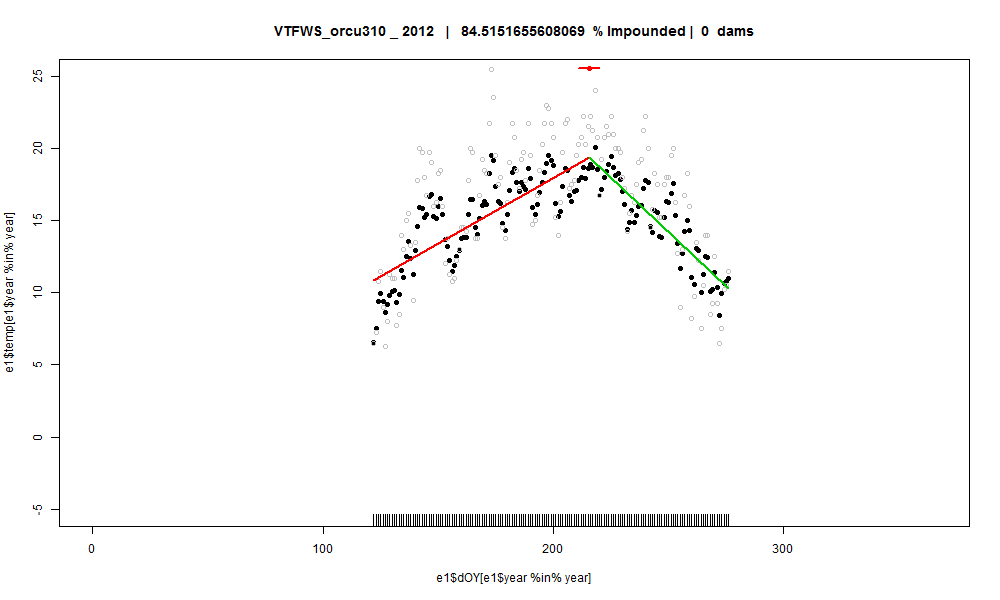 VTFWS_orcu310 _ 2012 | 84.5151655608069 % Impounded | 0 dams
25
20
15
10
5
0
-5
e1$temp[e1$year %in% year]
0 100 200 300
e1$dOY[e1$year %in% year]